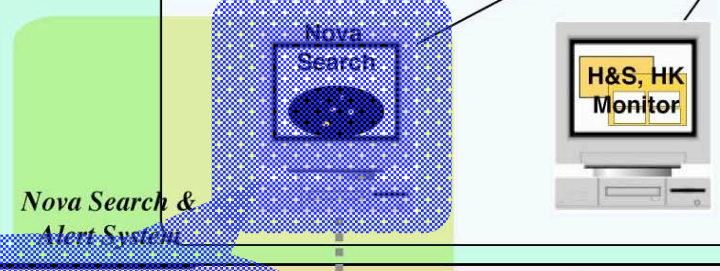 Nova
Search
H&S, HK
Monitor
Nova Search &
Alert System